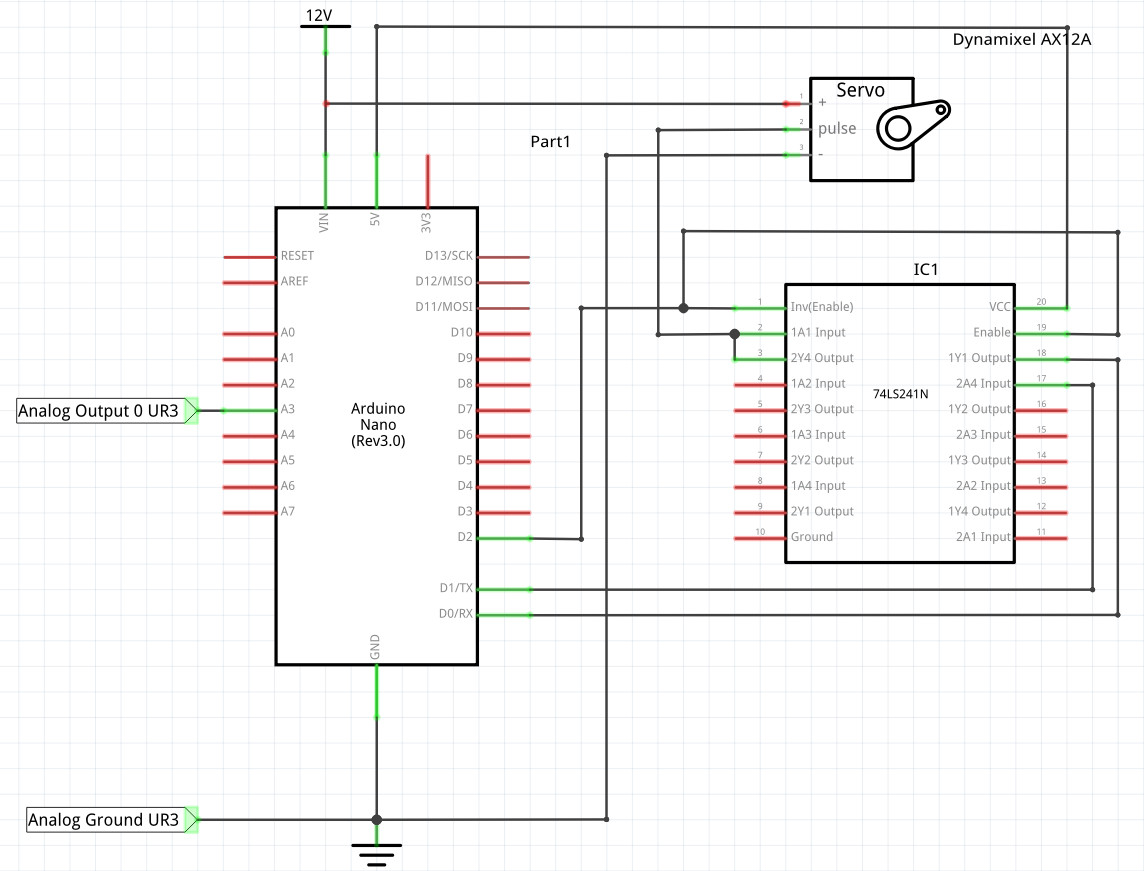 12V
Dynamixel AX12A
Servo
1
+
2
pulse
3
-
Part1
VIN
5V
3V3
RESET
AREF
A0
A1
A2
A3
A4
A5
A6
A7
Analog Output 0 UR3
Arduino
Nano
(Rev3.0)
D13/SCK
D12/MISO
D11/MOSI
D10
D9
D8
D7
D6
D5
D4
D3
D2
D1/TX
D0/RX
GND
Analog Ground UR3
IC1
74LS241N
1 Inv(Enable)
2 1A1 Input
3 2Y4 Output
4 1A2 Input
5 2Y3 Output
6 1A3 Input
7 2Y2 Output
8 1A4 Input
9 2Y1 Output
10 Ground
VCC 20
Enable 19
1Y1 Output 18
2A4 Input 17
1Y2 Output 16
2A3 Input 15
1Y3 Output 14
2A2 Input 13
1Y4 Output 12
2A1 Input 11